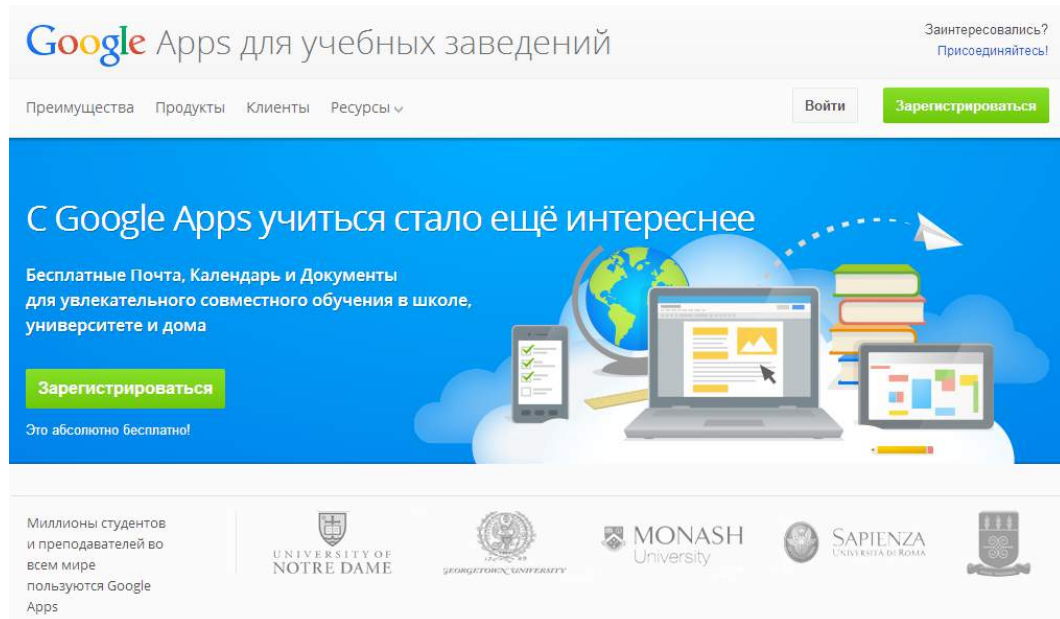 Google Apps для учебных заведений
Заинтересовались?
Присоединяйтесь!
Преимущества Продукты Клиенты Ресурсы
Войти
Зарегистрироваться
С Google Apps учиться стало ещё интереснее
Бесплатные Почта, Календарь и Документы
для увлекательного совместного обучения в школе,
университете и дома
Зарегистрироваться
Это абсолютно бесплатно!
Миллионы студентов
и преподавателей во
всем мире
пользуются Google
Apps
UNIVERSITY OF
NOTRE DAME
GEORGETOWN UNIVERSITY
MONASH
University
SAPIENZA
UNIVERSITÀ DI ROMA